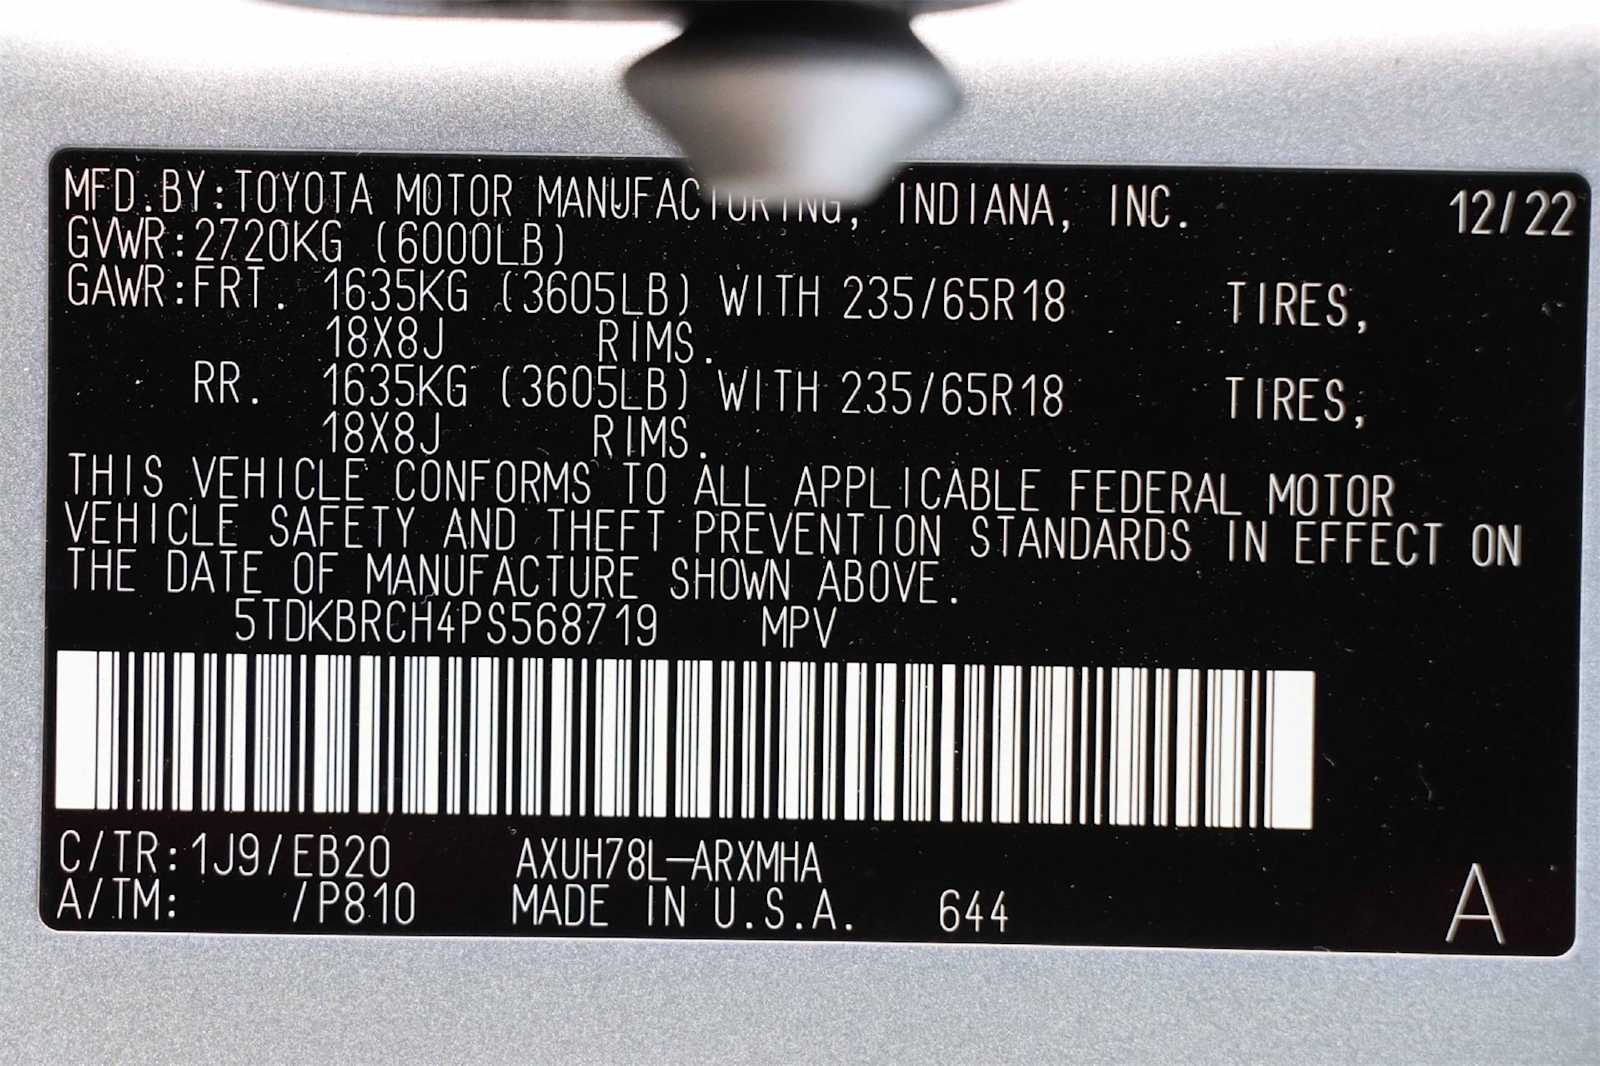 MFD.BY:TOYOTA MOTOR MANUFACTURING, INDIANA, INC. 12/22
GVWR:2720KG (6000LB)
GAWR:FRT. 1635KG (3605LB) WITH 235/65R18 TIRES,
18X8J RIMS.
RR. 1635KG (3605LB) WITH 235/65R18 TIRES,
18X8J RIMS.
THIS VEHICLE CONFORMS TO ALL APPLICABLE FEDERAL MOTOR
VEHICLE SAFETY AND THEFT PREVENTION STANDARDS IN EFFECT ON
THE DATE OF MANUFACTURE SHOWN ABOVE.
5TDKBRCH4PS568719 MPV
C/TR:1J9/EB20 AXUH78L-ARXMHA
A/TM: /P810 MADE IN U.S.A. 644 A